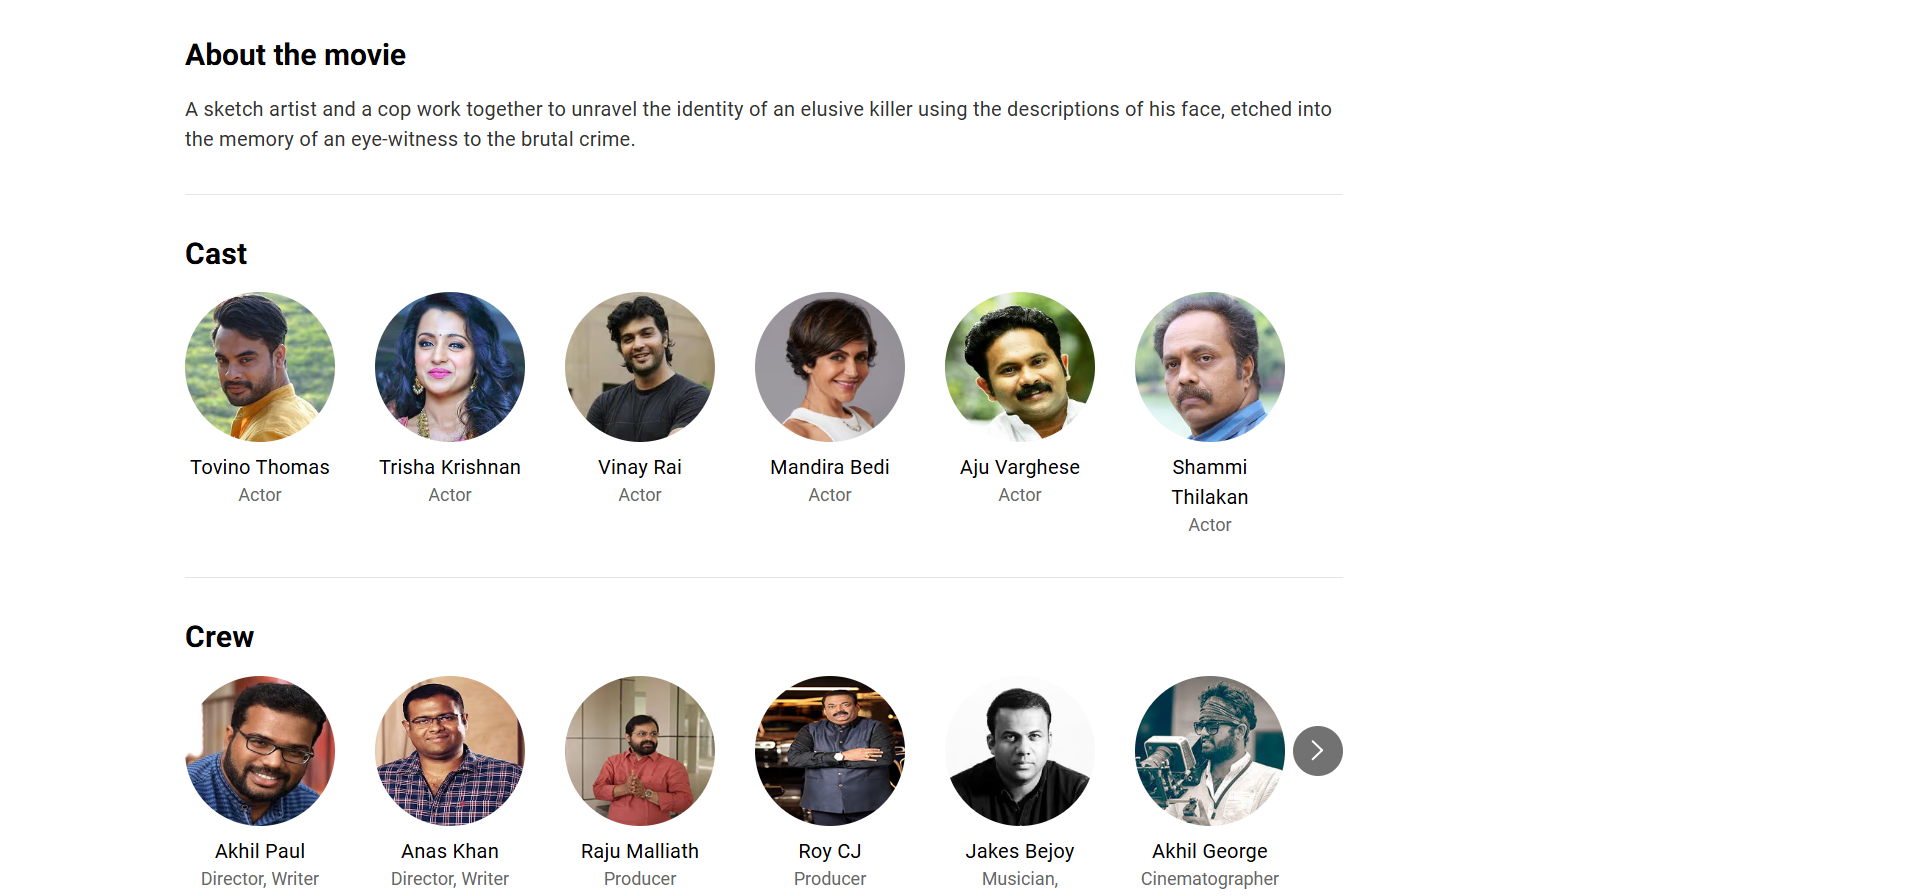 About the movie
A sketch artist and a cop work together to unravel the identity of an elusive killer using the descriptions of his face, etched into
the memory of an eye-witness to the brutal crime.
Cast
Tovino Thomas
Actor
Trisha Krishnan
Actor
Vinay Rai
Actor
Mandira Bedi
Actor
Aju Varghese
Actor
Shammi
Thilakan
Actor
Crew
Akhil Paul
Director, Writer
Anas Khan
Director, Writer
Raju Malliath
Producer
Roy CJ
Producer
Jakes Bejoy
Musician,
Akhil George
Cinematographer